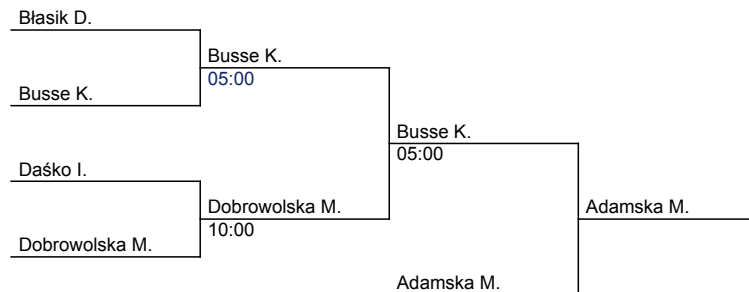 Błasik D.
Busse K.
05:00
Busse K.
Busse K.
05:00
Daśko I.
Dobrowolska M.
10:00
Adamska M.
Dobrowolska M.
Adamska M.